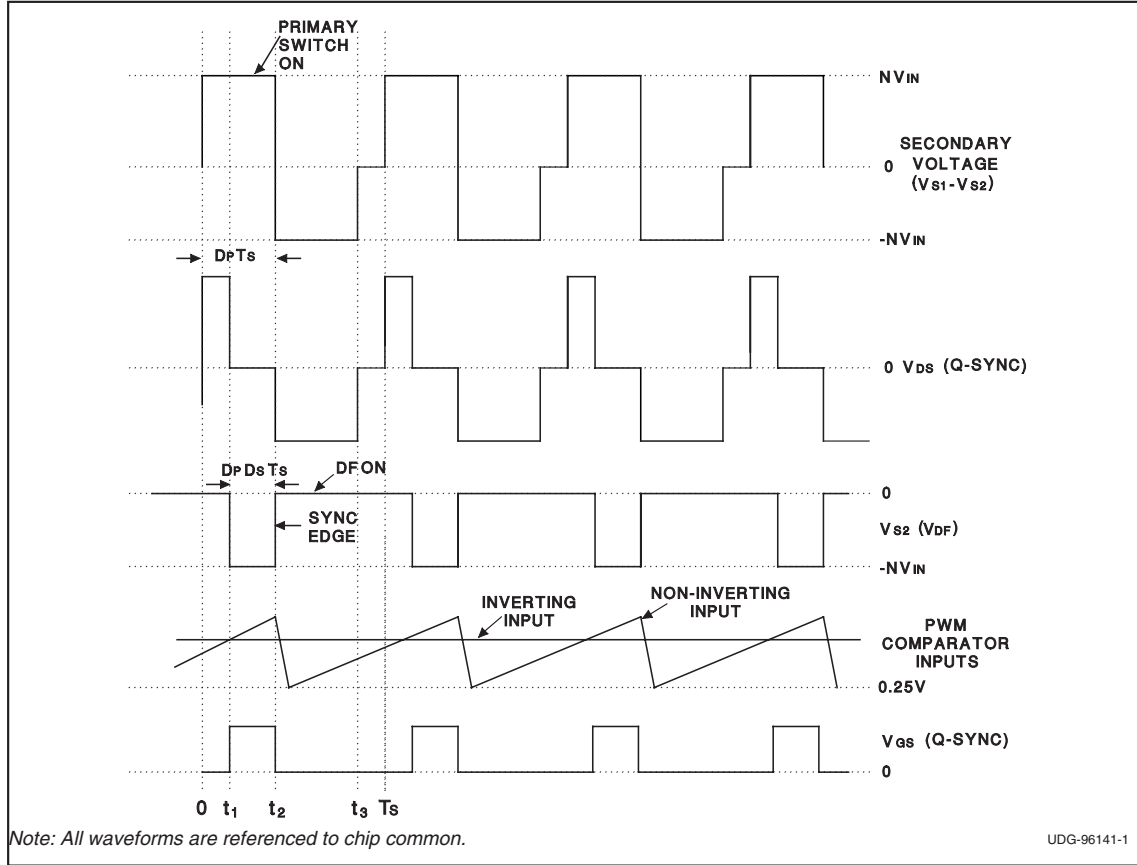 PRIMARY
SWITCH
ON
NVIN
SECONDARY
VOLTAGE
(VS1-VS2)
0
-NVIN
DPTS
0 VDS (Q-SYNC)
DPDSTS
DF ON
0
SYNC
EDGE
VS2 (VDF)
-NVIN
INVERTING
INPUT
NON-INVERTING
INPUT
PWM
COMPARATOR
INPUTS
0.25V
VGS (Q-SYNC)
0
0 t1 t2 t3 TS
Note: All waveforms are referenced to chip common.
UDG-96141-1